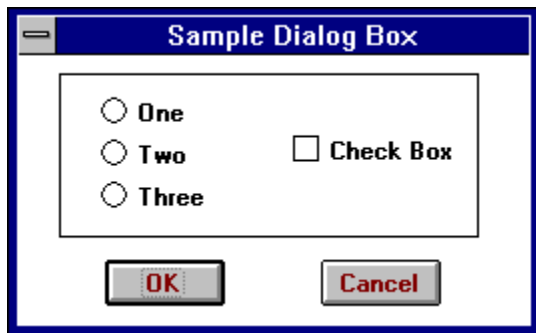 Sample Dialog Box
One
Two
Check Box
Three
OK
Cancel